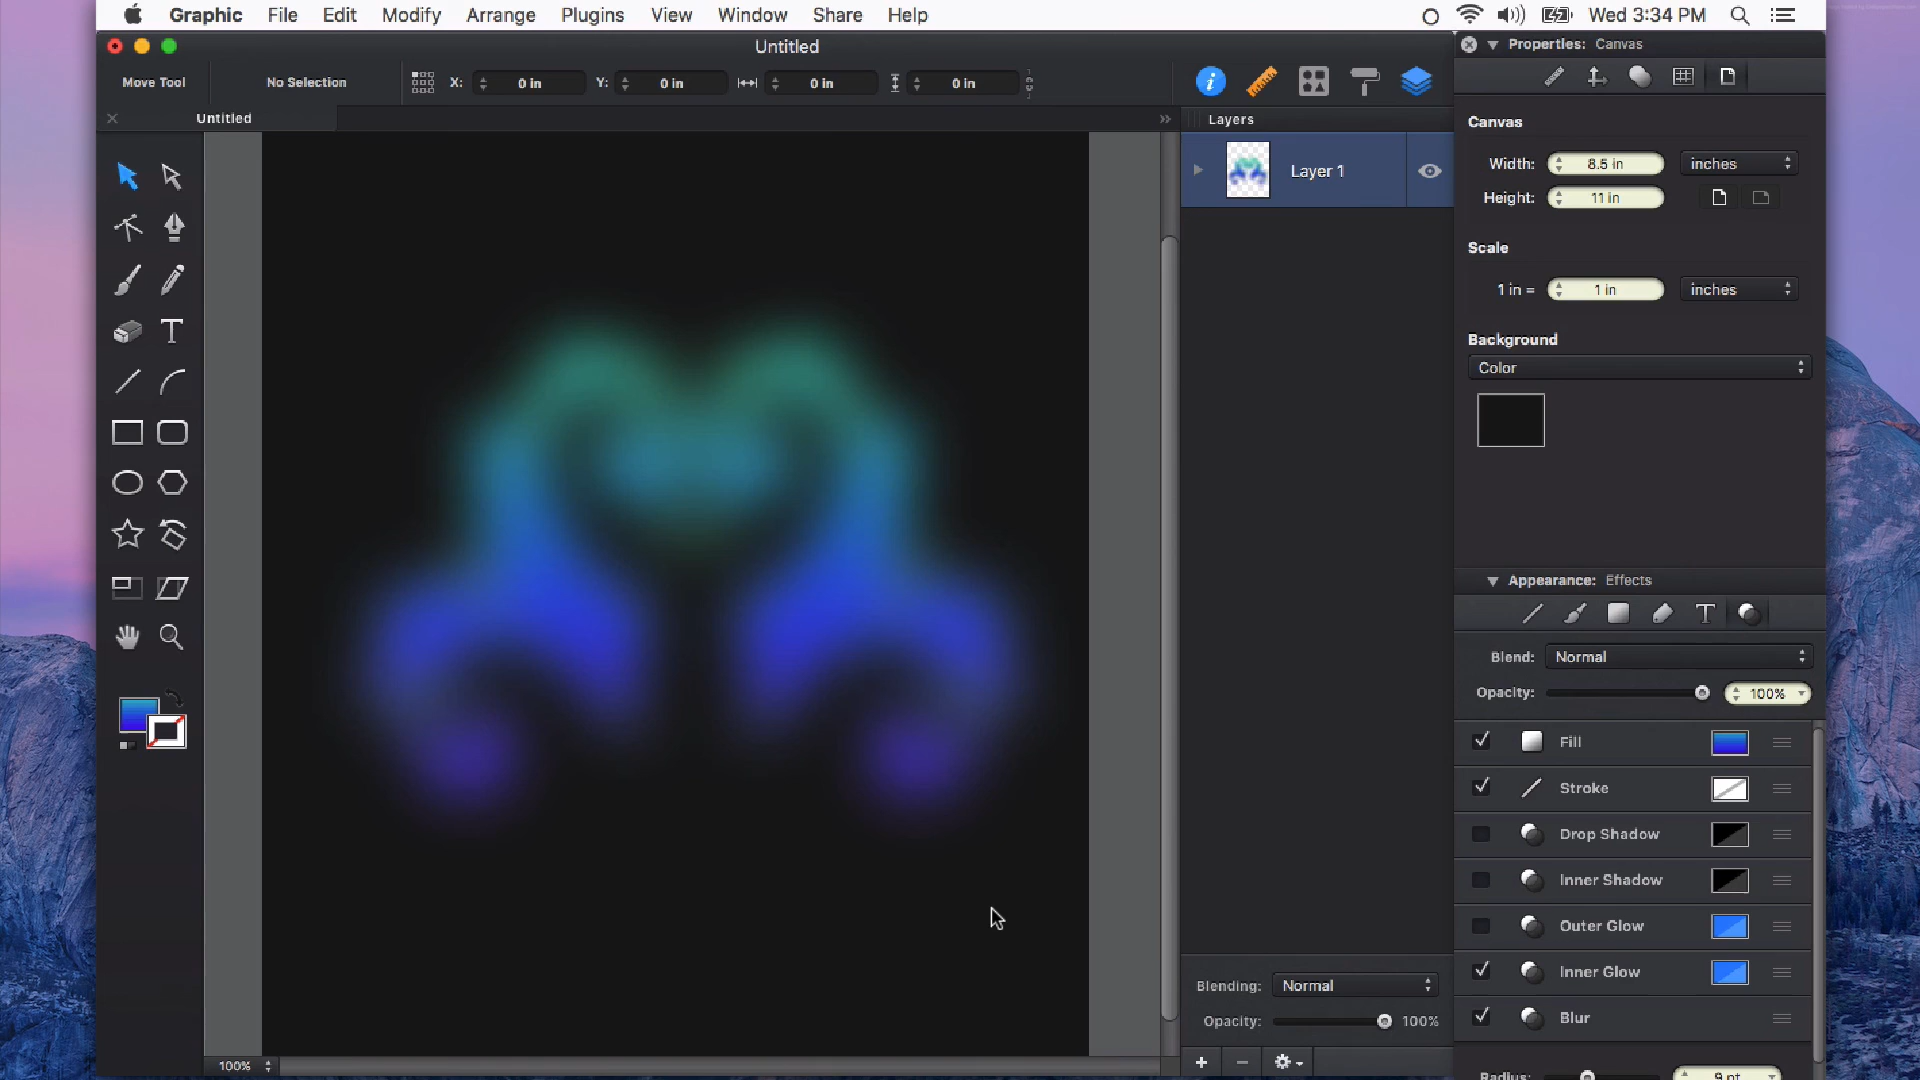 Graphic File Edit Modify Arrange Plugins View Window Share Help Wed 3:34 PM
Untitled
Properties: Canvas
Move Tool No Selection X: 0 in Y: 0 in 0 in 0 in
Untitled
Layers
Layer 1
Canvas
Width: 8.5 in inches
Height: 11 in
Scale
1 in = 1 in inches
Background
Color
Appearance: Effects
Blend: Normal
Opacity: 100%
Fill
Stroke
Drop Shadow
Inner Shadow
Outer Glow
Inner Glow
Blur
Radius: 9 pt
Blending: Normal
Opacity: 100%
100%